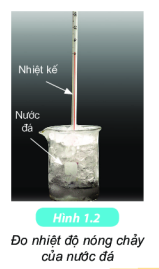 Nhiệt kế
Nước
đá
Hình 1.2
Đo nhiệt độ nóng chảy
của nước đá